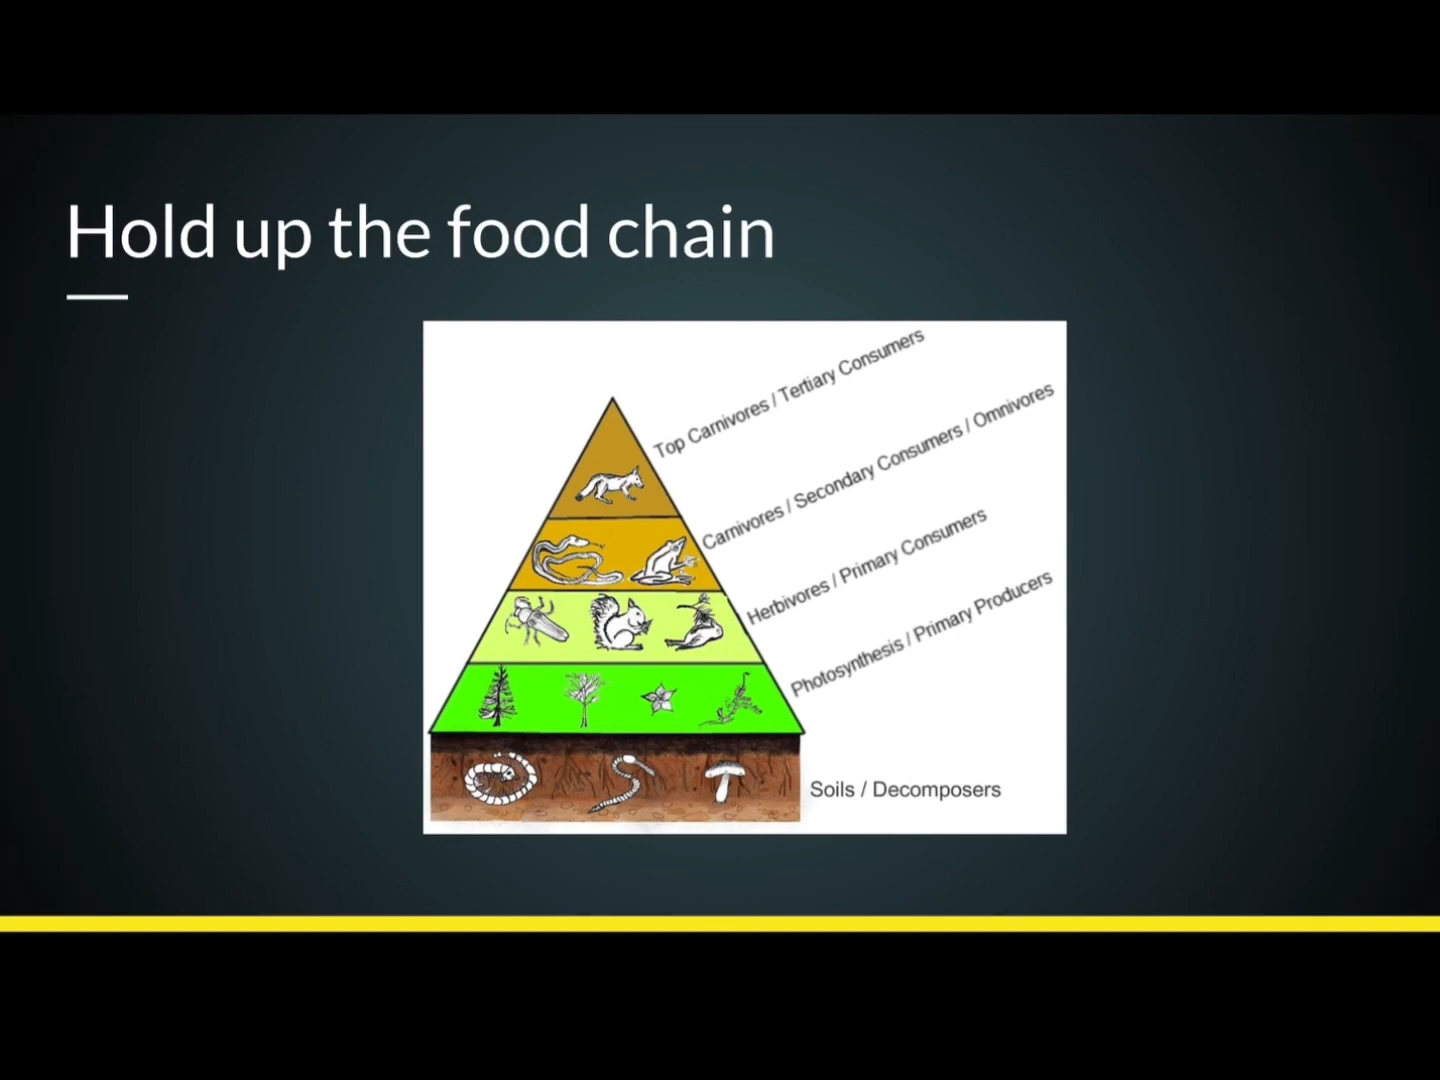 Hold up the food chain
Top Carnivores / Tertiary Consumers
Carnivores / Secondary Consumers / Omnivores
Herbivores / Primary Consumers
Photosynthesis / Primary Producers
Soils / Decomposers